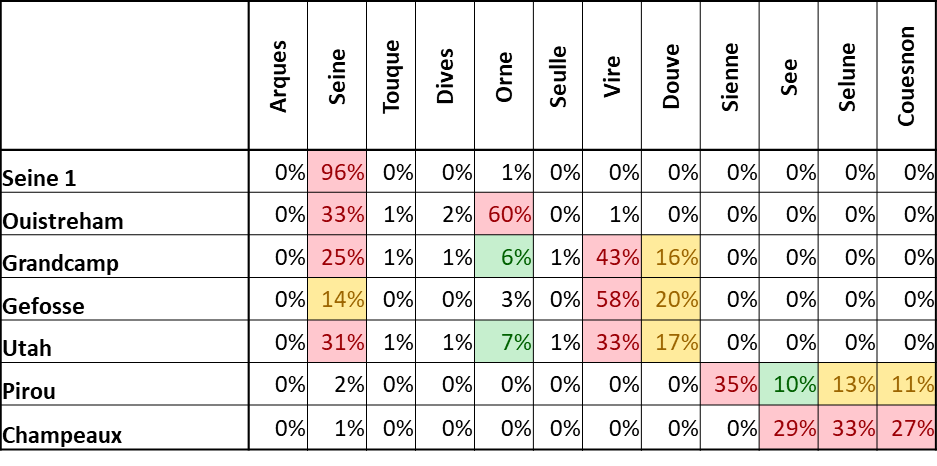 Arques Seine Touque Dives Orne Seulle Vire Douve Sienne See Selune Couesnon
Seine 1 0% 96% 0% 0% 1% 0% 0% 0% 0% 0% 0% 0%
Ouistreham 0% 33% 1% 2% 60% 0% 1% 0% 0% 0% 0% 0%
Grandcamp 0% 25% 1% 1% 6% 1% 43% 16% 0% 0% 0% 0%
Gefosse 0% 14% 0% 0% 3% 0% 58% 20% 0% 0% 0% 0%
Utah 0% 31% 1% 1% 7% 1% 33% 17% 0% 0% 0% 0%
Pirou 0% 2% 0% 0% 0% 0% 0% 0% 35% 10% 13% 11%
Champeaux 0% 1% 0% 0% 0% 0% 0% 0% 0% 29% 33% 27%